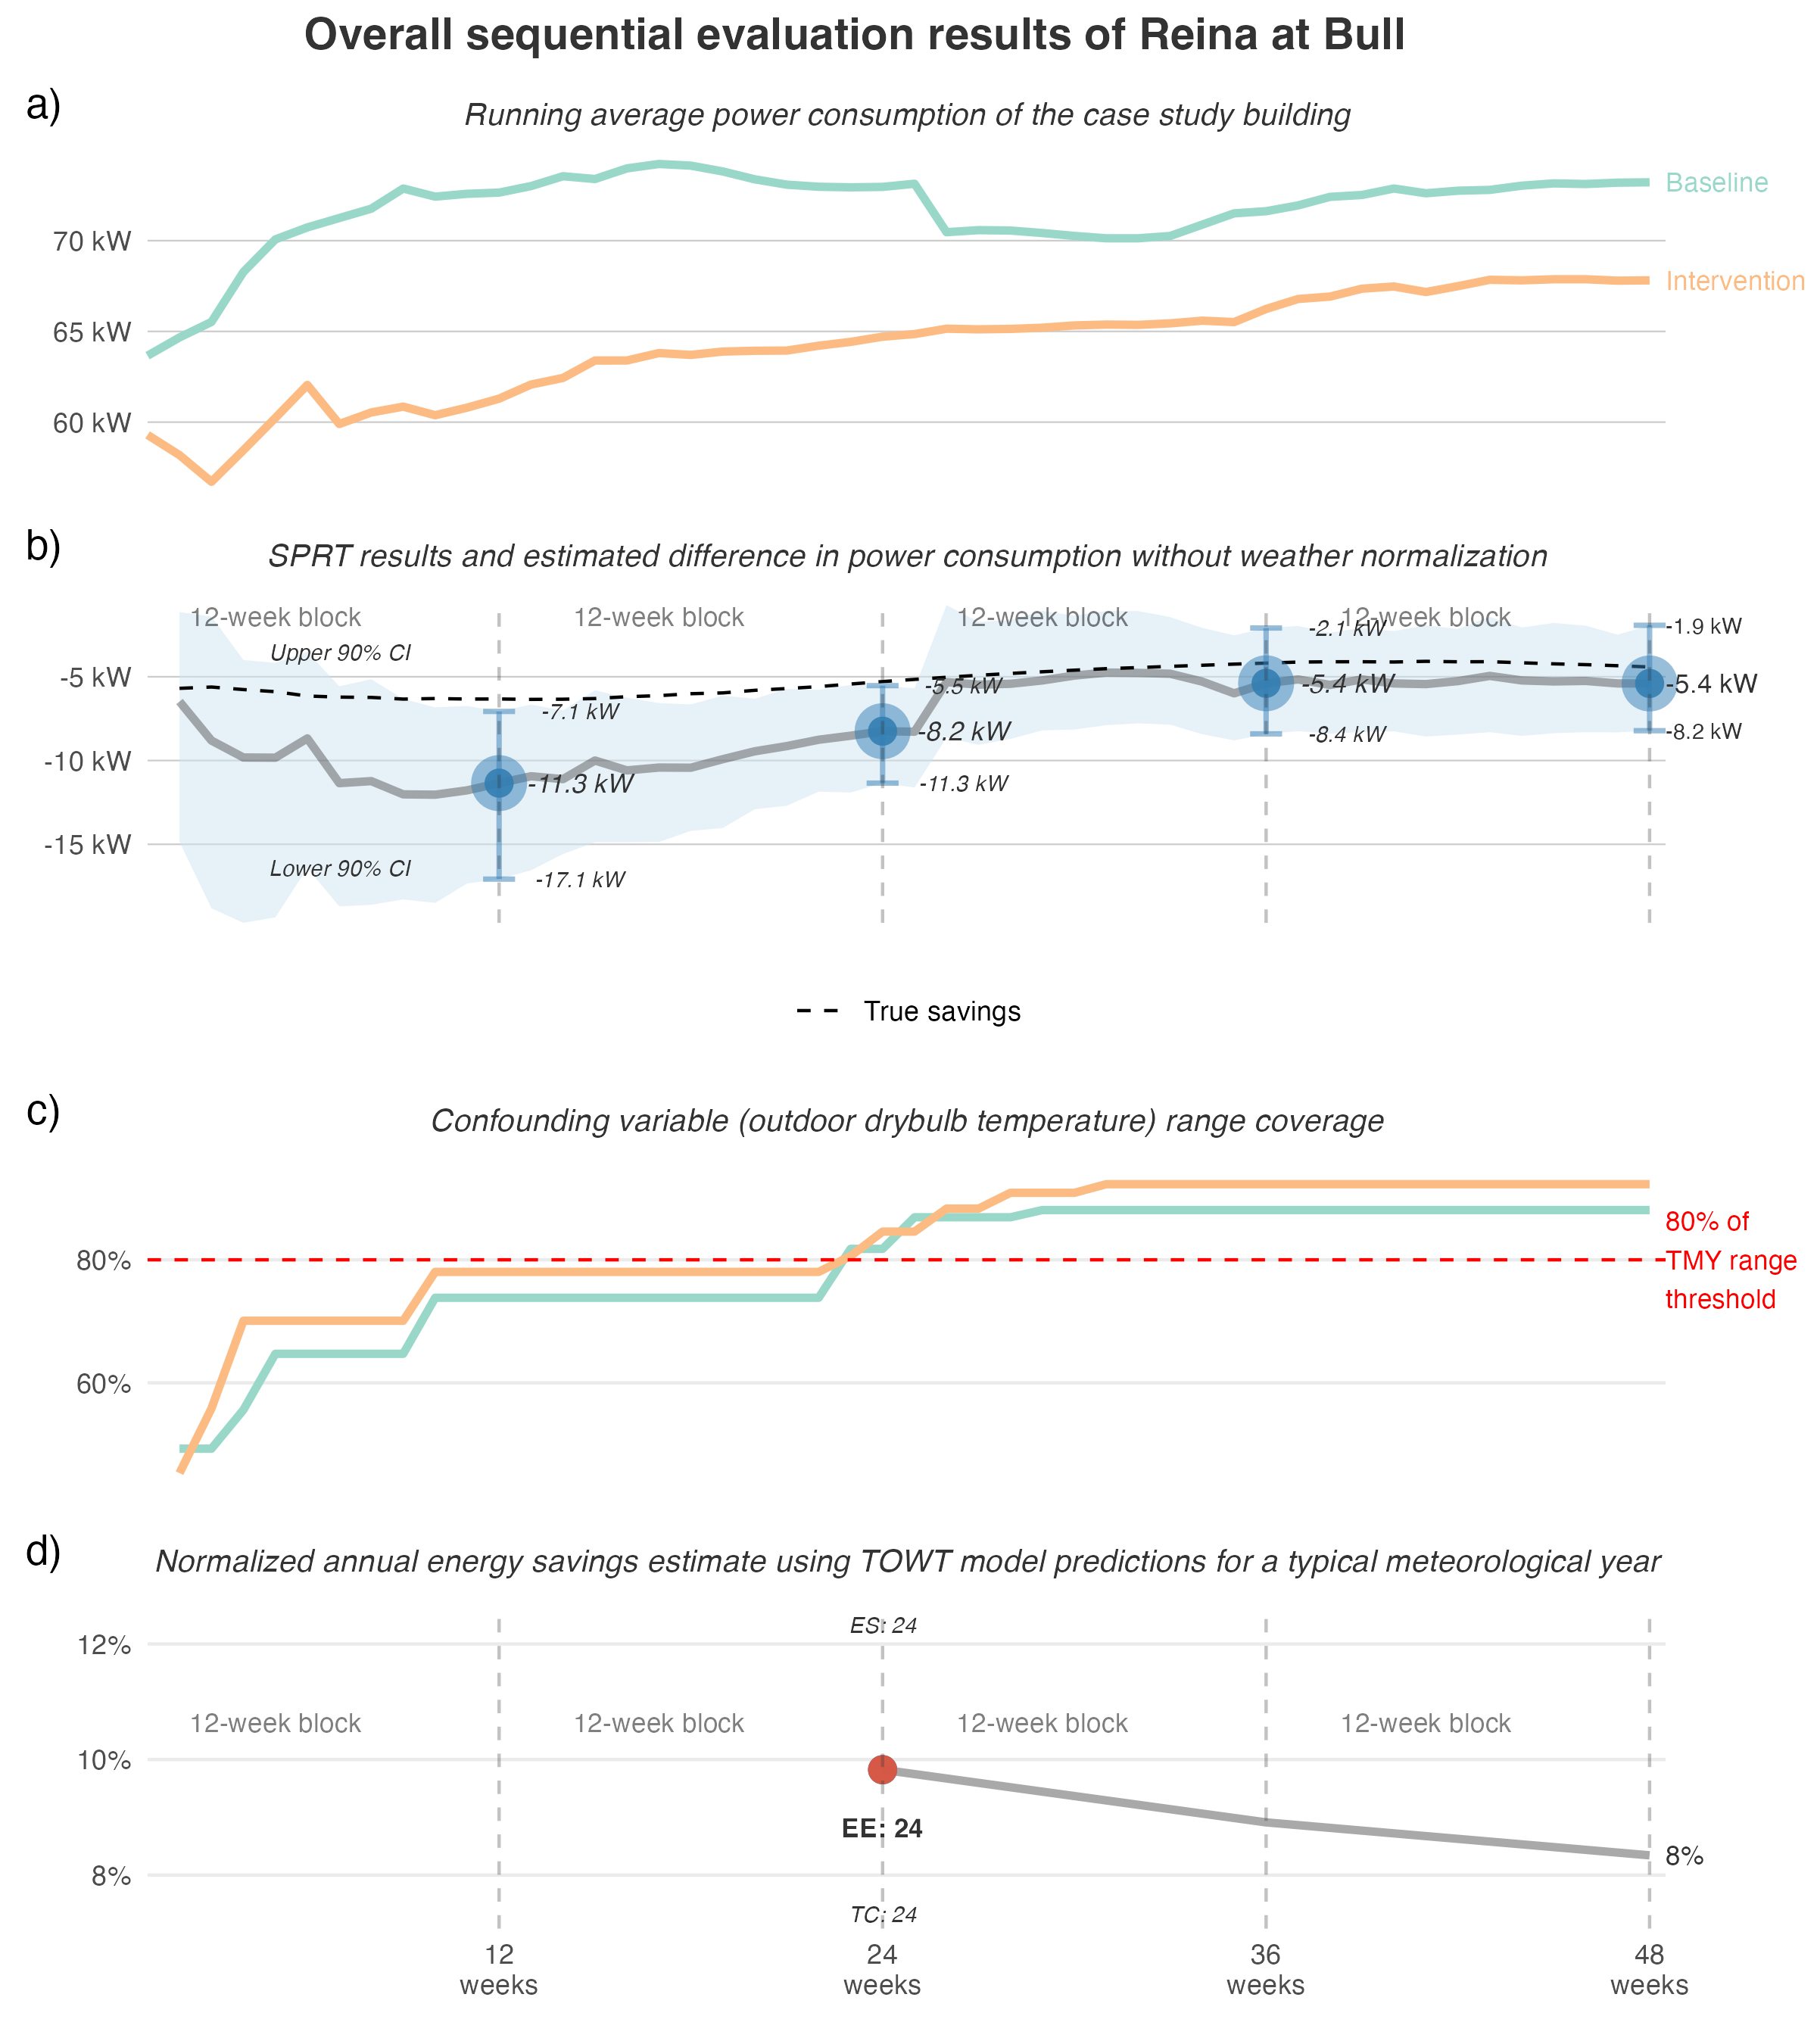 Overall sequential evaluation results of Reina at Bull
a)
Running average power consumption of the case study building
Baseline
70 kW
Intervention
65 kW
60 kW
b)
SPRT results and estimated difference in power consumption without weather normalization
12-week block
12-week block
12-week block
12-week block
-2.1 kW
-1.9 kW
Upper 90% CI
-5 kW
-5.5 kW
-5.4 kW
-5.4 kW
-7.1 kW
-8.2 kW
-8.4 kW
-8.2 kW
-10 kW
-11.3 kW
-11.3 kW
-15 kW
Lower 90% CI
-17.1 kW
True savings
c)
Confounding variable (outdoor drybulb temperature) range coverage
80% of
TMY range
threshold
80%
60%
d)
Normalized annual energy savings estimate using TOWT model predictions for a typical meteorological year
ES: 24
12%
12-week block
12-week block
12-week block
12-week block
10%
EE: 24
8%
8%
TC: 24
12
weeks
24
weeks
36
weeks
48
weeks